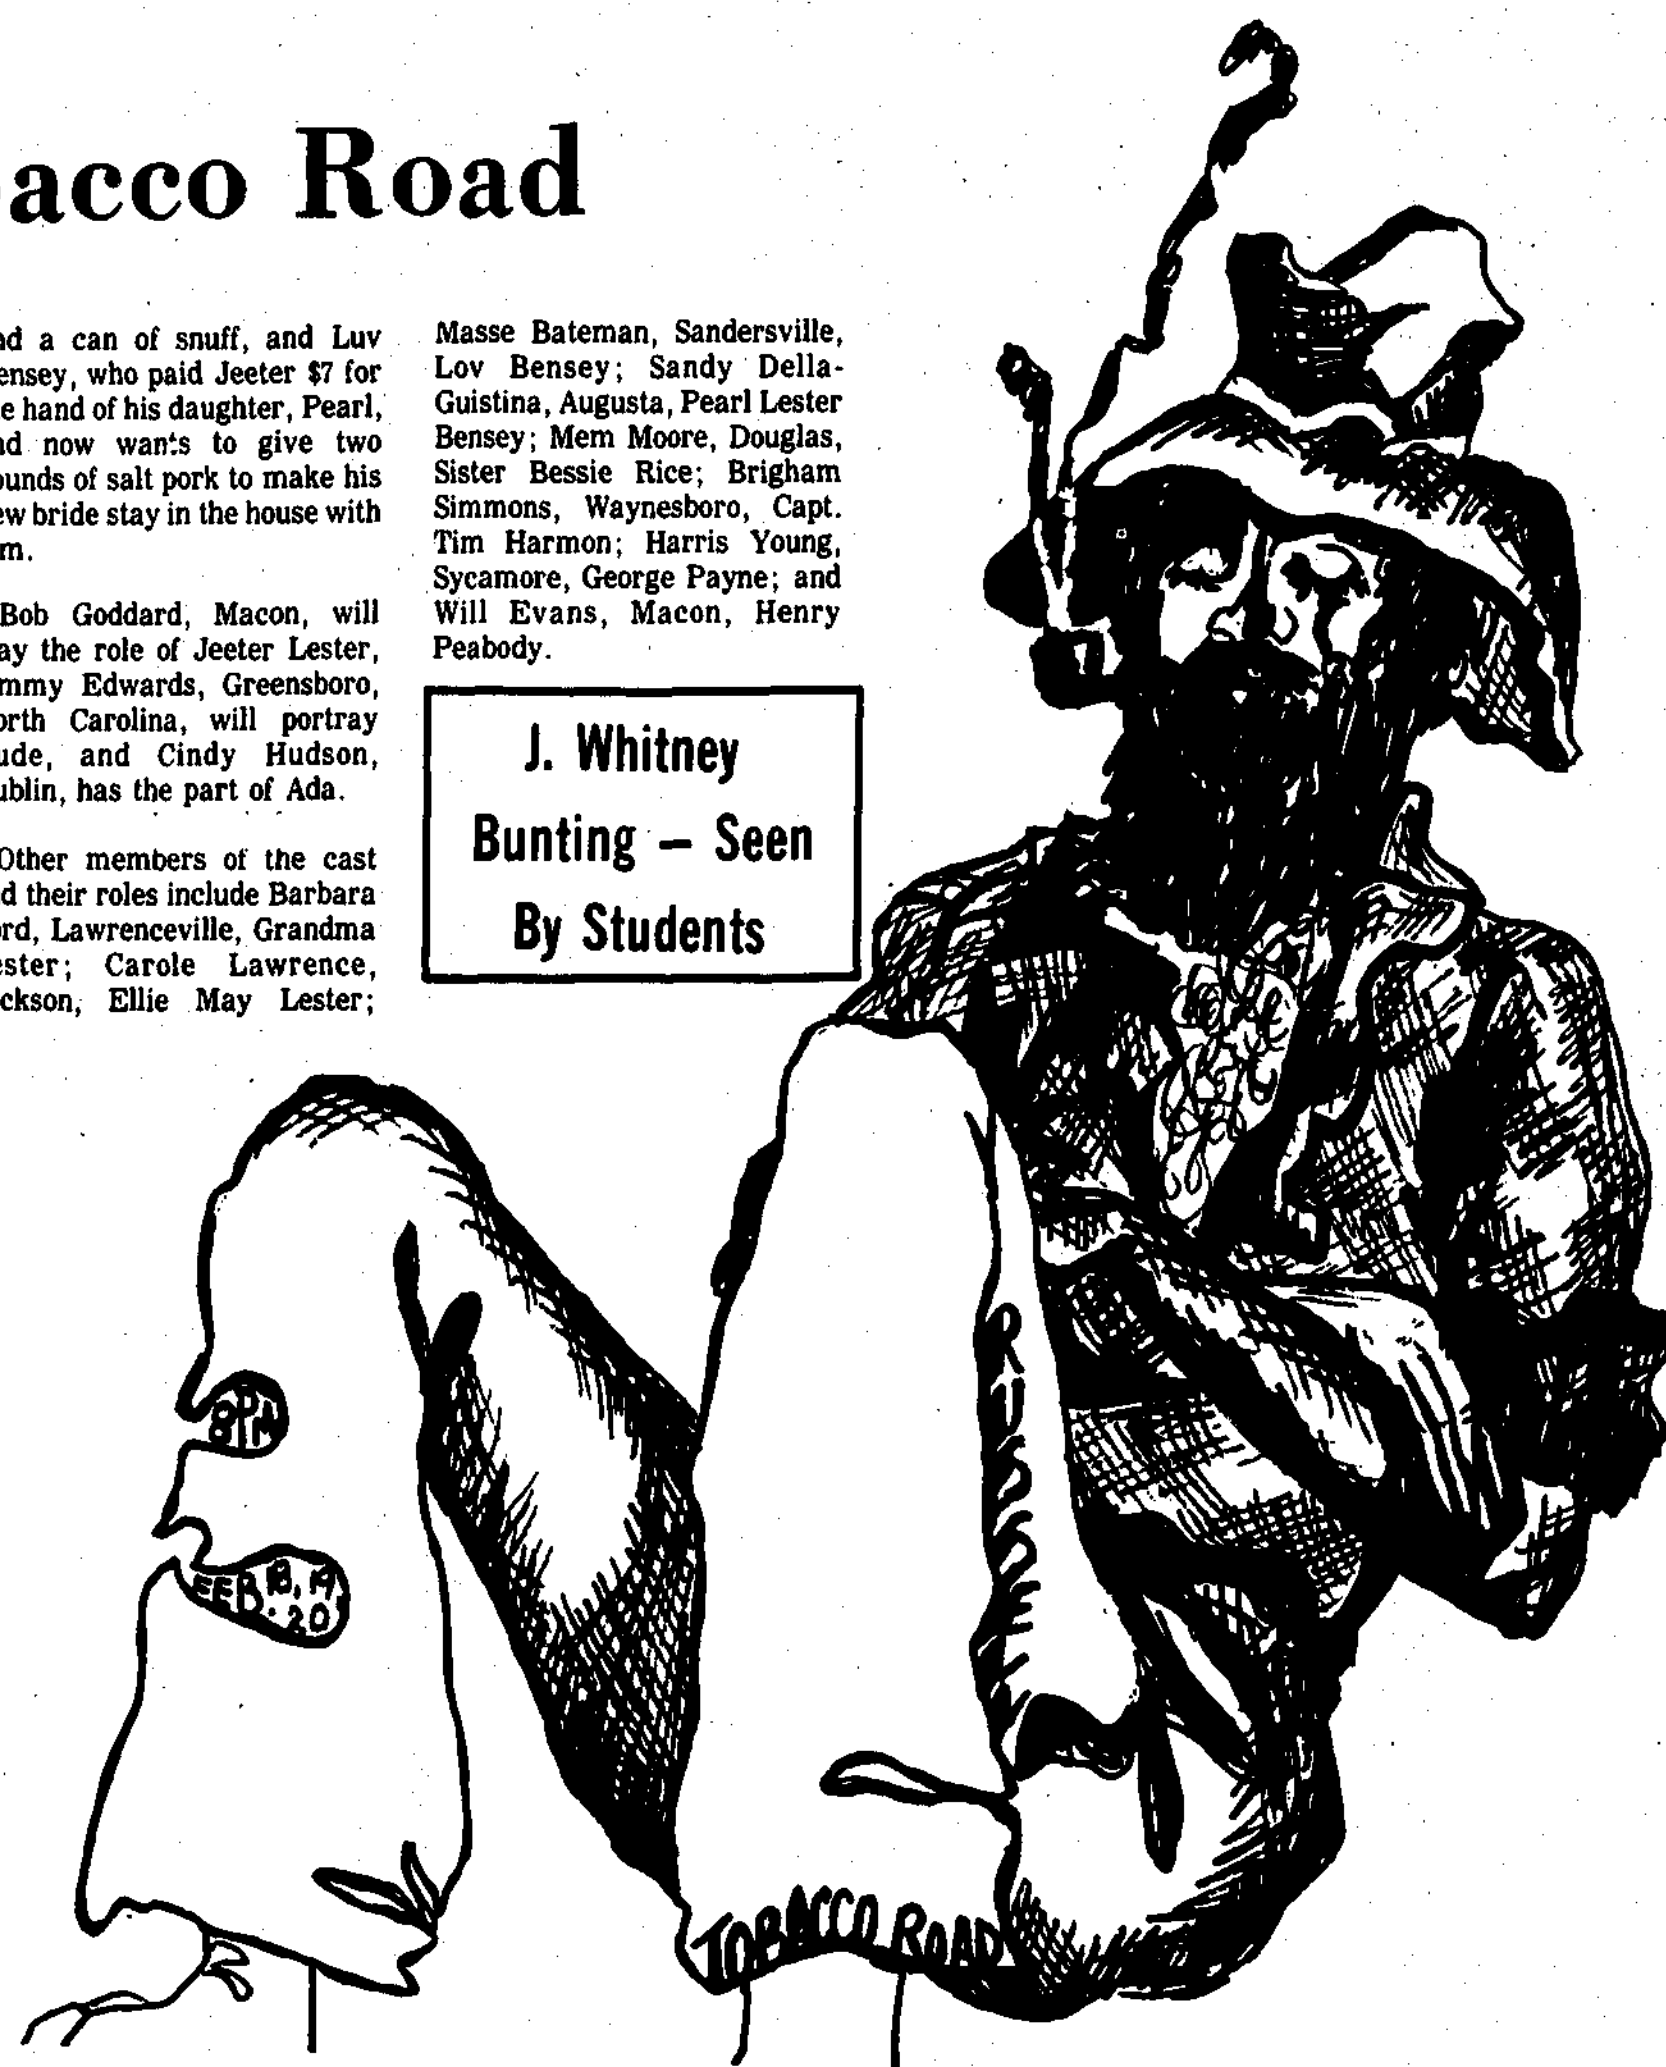 acco Road
d a can of snuff, and Luv
ensey, who paid Jeeter $7 for
e hand of his daughter, Pearl,
d now wants to give two
ounds of salt pork to make his
ew bride stay in the house with
m.
Bob Goddard, Macon, will
ay the role of Jeeter Lester,
mmy Edwards, Greensboro,
orth Carolina, will portray
ude, and Cindy Hudson,
ublin, has the part of Ada.
Other members of the cast
d their roles include Barbara
ord, Lawrenceville, Grandma
ester; Carole Lawrence,
ckson, Ellie May Lester;
Masse Bateman, Sandersville,
Lov Bensey; Sandy Della-
Guistina, Augusta, Pearl Lester
Bensey; Mem Moore, Douglas,
Sister Bessie Rice; Brigham
Simmons, Waynesboro, Capt.
Tim Harmon; Harris Young,
Sycamore, George Payne; and
Will Evans, Macon, Henry
Peabody.
J. Whitney
Bunting – Seen
By Students
RUSSELL
8PM
FEB. 18, 19
20
TOBACCO ROAD